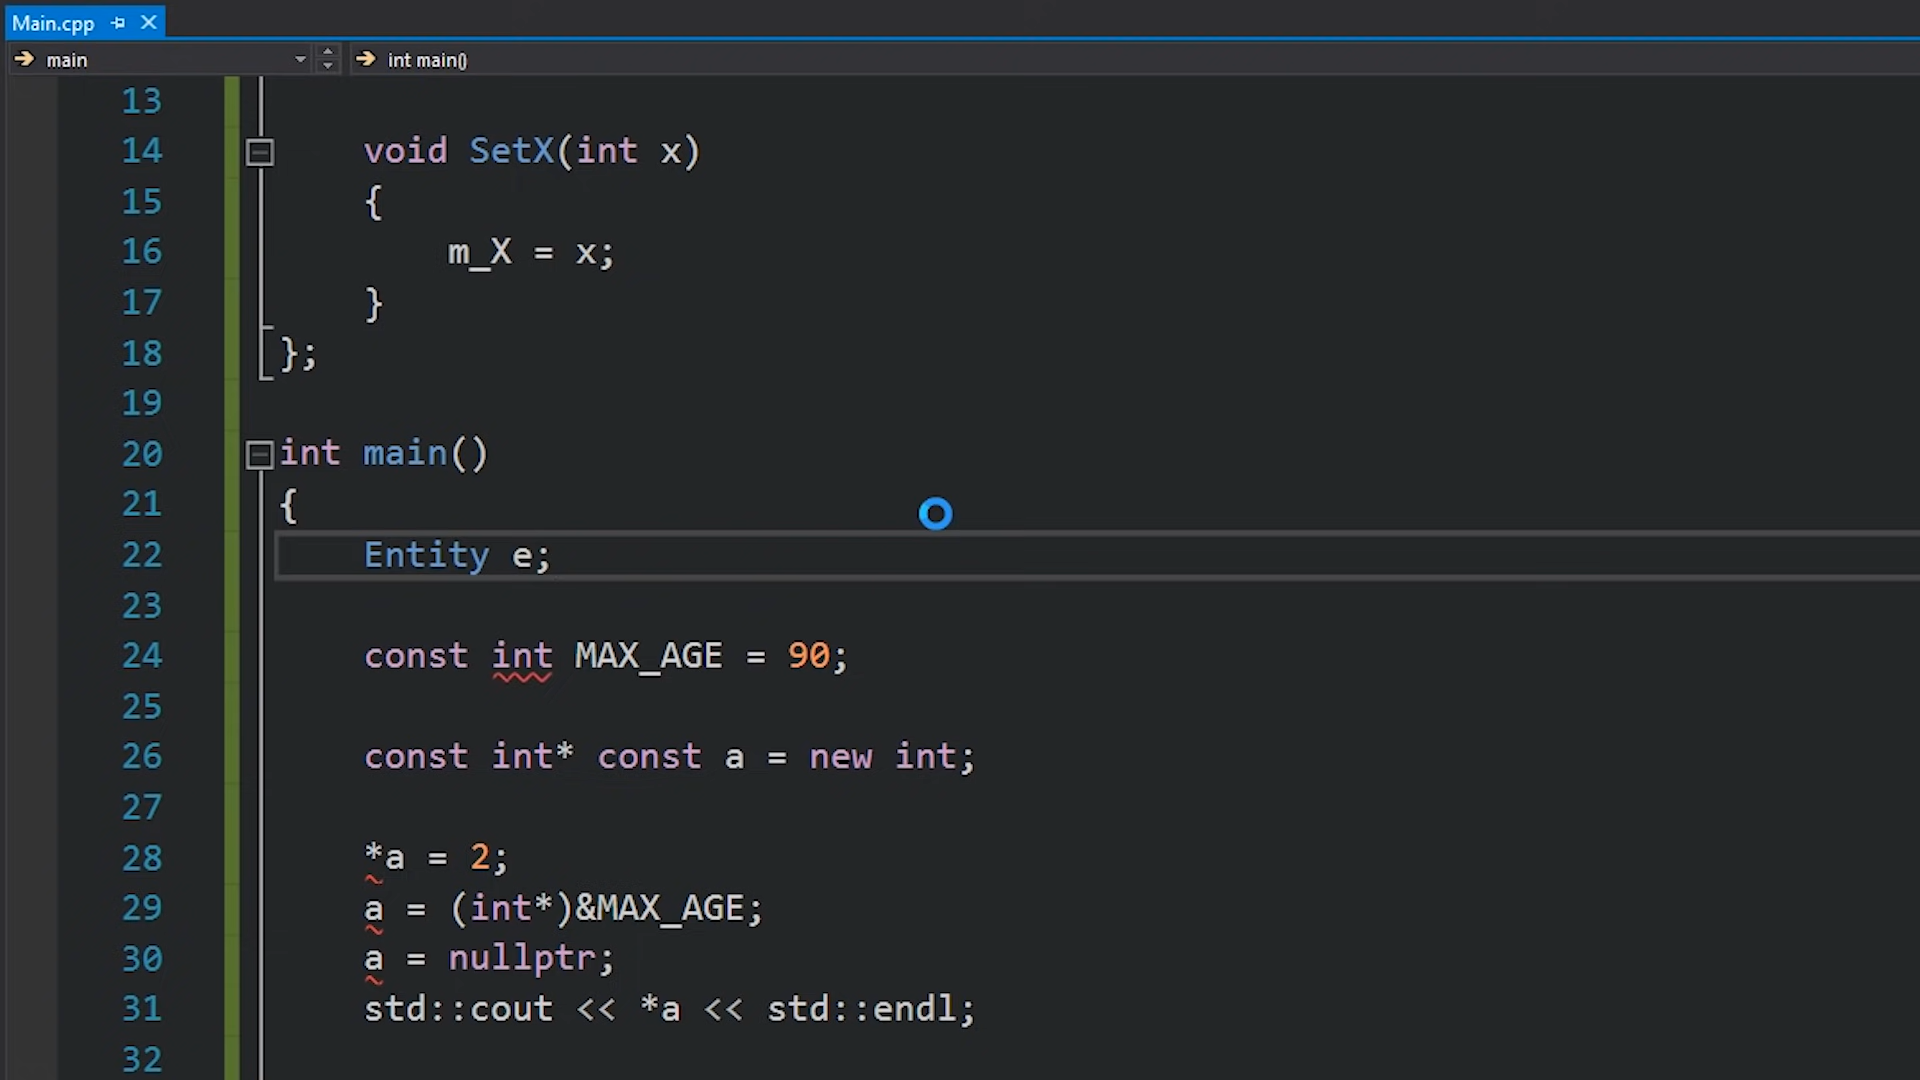 Main.cpp
main int main()
13
14 void SetX(int x)
15 {
16 m_X = x;
17 }
18 };
19
20 int main()
21 {
22 Entity e;
23
24 const int MAX_AGE = 90;
25
26 const int* const a = new int;
27
28 *a = 2;
29 a = (int*)&MAX_AGE;
30 a = nullptr;
31 std::cout << *a << std::endl;
32